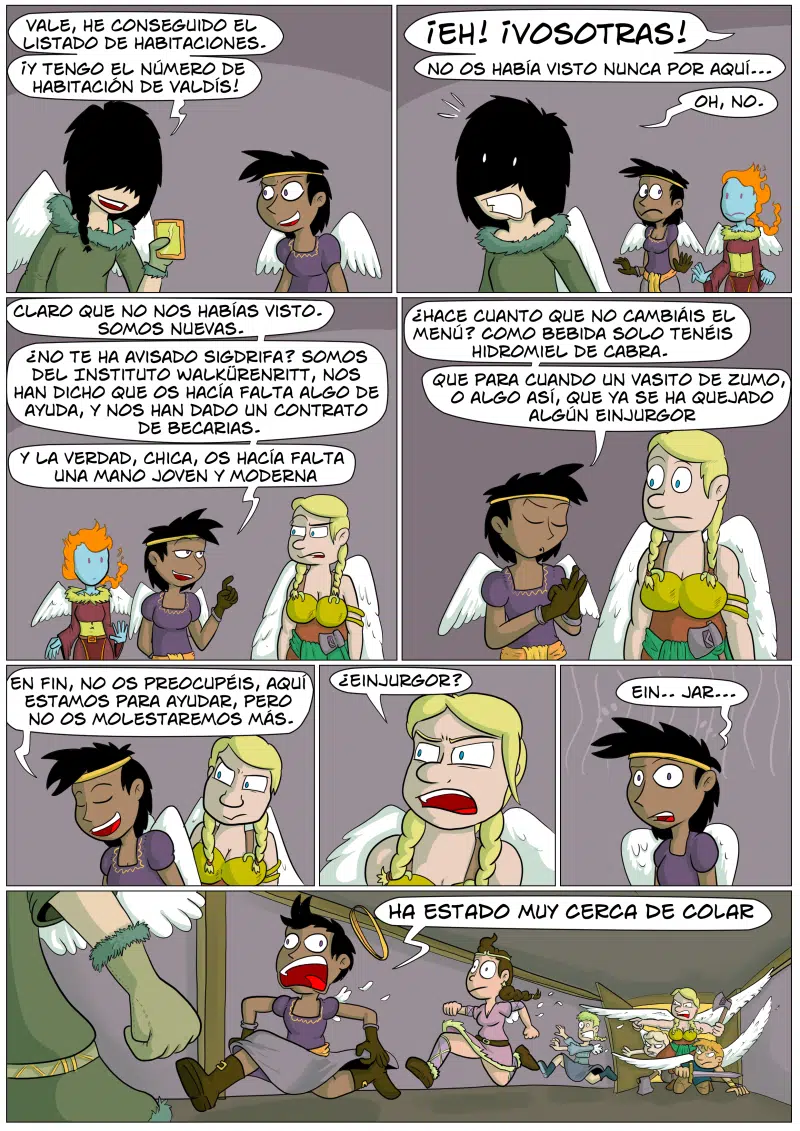 VALE, HE CONSEGUIDO EL
LISTADO DE HABITACIONES.
¡Y TENGO EL NÚMERO DE
HABITACIÓN DE VALDÍS!
¡EH! ¡VOSOTRAS!
NO OS HABÍA VISTO NUNCA POR AQUÍ...
OH, NO.
CLARO QUE NO NOS HABÍAS VISTO.
SOMOS NUEVAS.
¿NO TE HA AVISADO SIGDRIFA? SOMOS
DEL INSTITUTO WALKÜRENRITT, NOS
HAN DICHO QUE OS HACÍA FALTA ALGO DE
AYUDA, Y NOS HAN DADO UN CONTRATO
DE BECARIAS.
Y LA VERDAD, CHICA, OS HACÍA FALTA
UNA MANO JOVEN Y MODERNA
¿HACE CUANTO QUE NO CAMBIÁIS EL
MENÚ? COMO BEBIDA SOLO TENÉIS
HIDROMIEL DE CABRA.
QUE PARA CUANDO UN VASITO DE ZUMO,
O ALGO ASÍ, QUE YA SE HA QUEJADO
ALGÚN EINJURGOR
EN FIN, NO OS PREOCUPÉIS, AQUÍ
ESTAMOS PARA AYUDAR, PERO
NO OS MOLESTAREMOS MÁS.
¿EINJURGOR?
EIN.. JAR...
HA ESTADO MUY CERCA DE COLAR